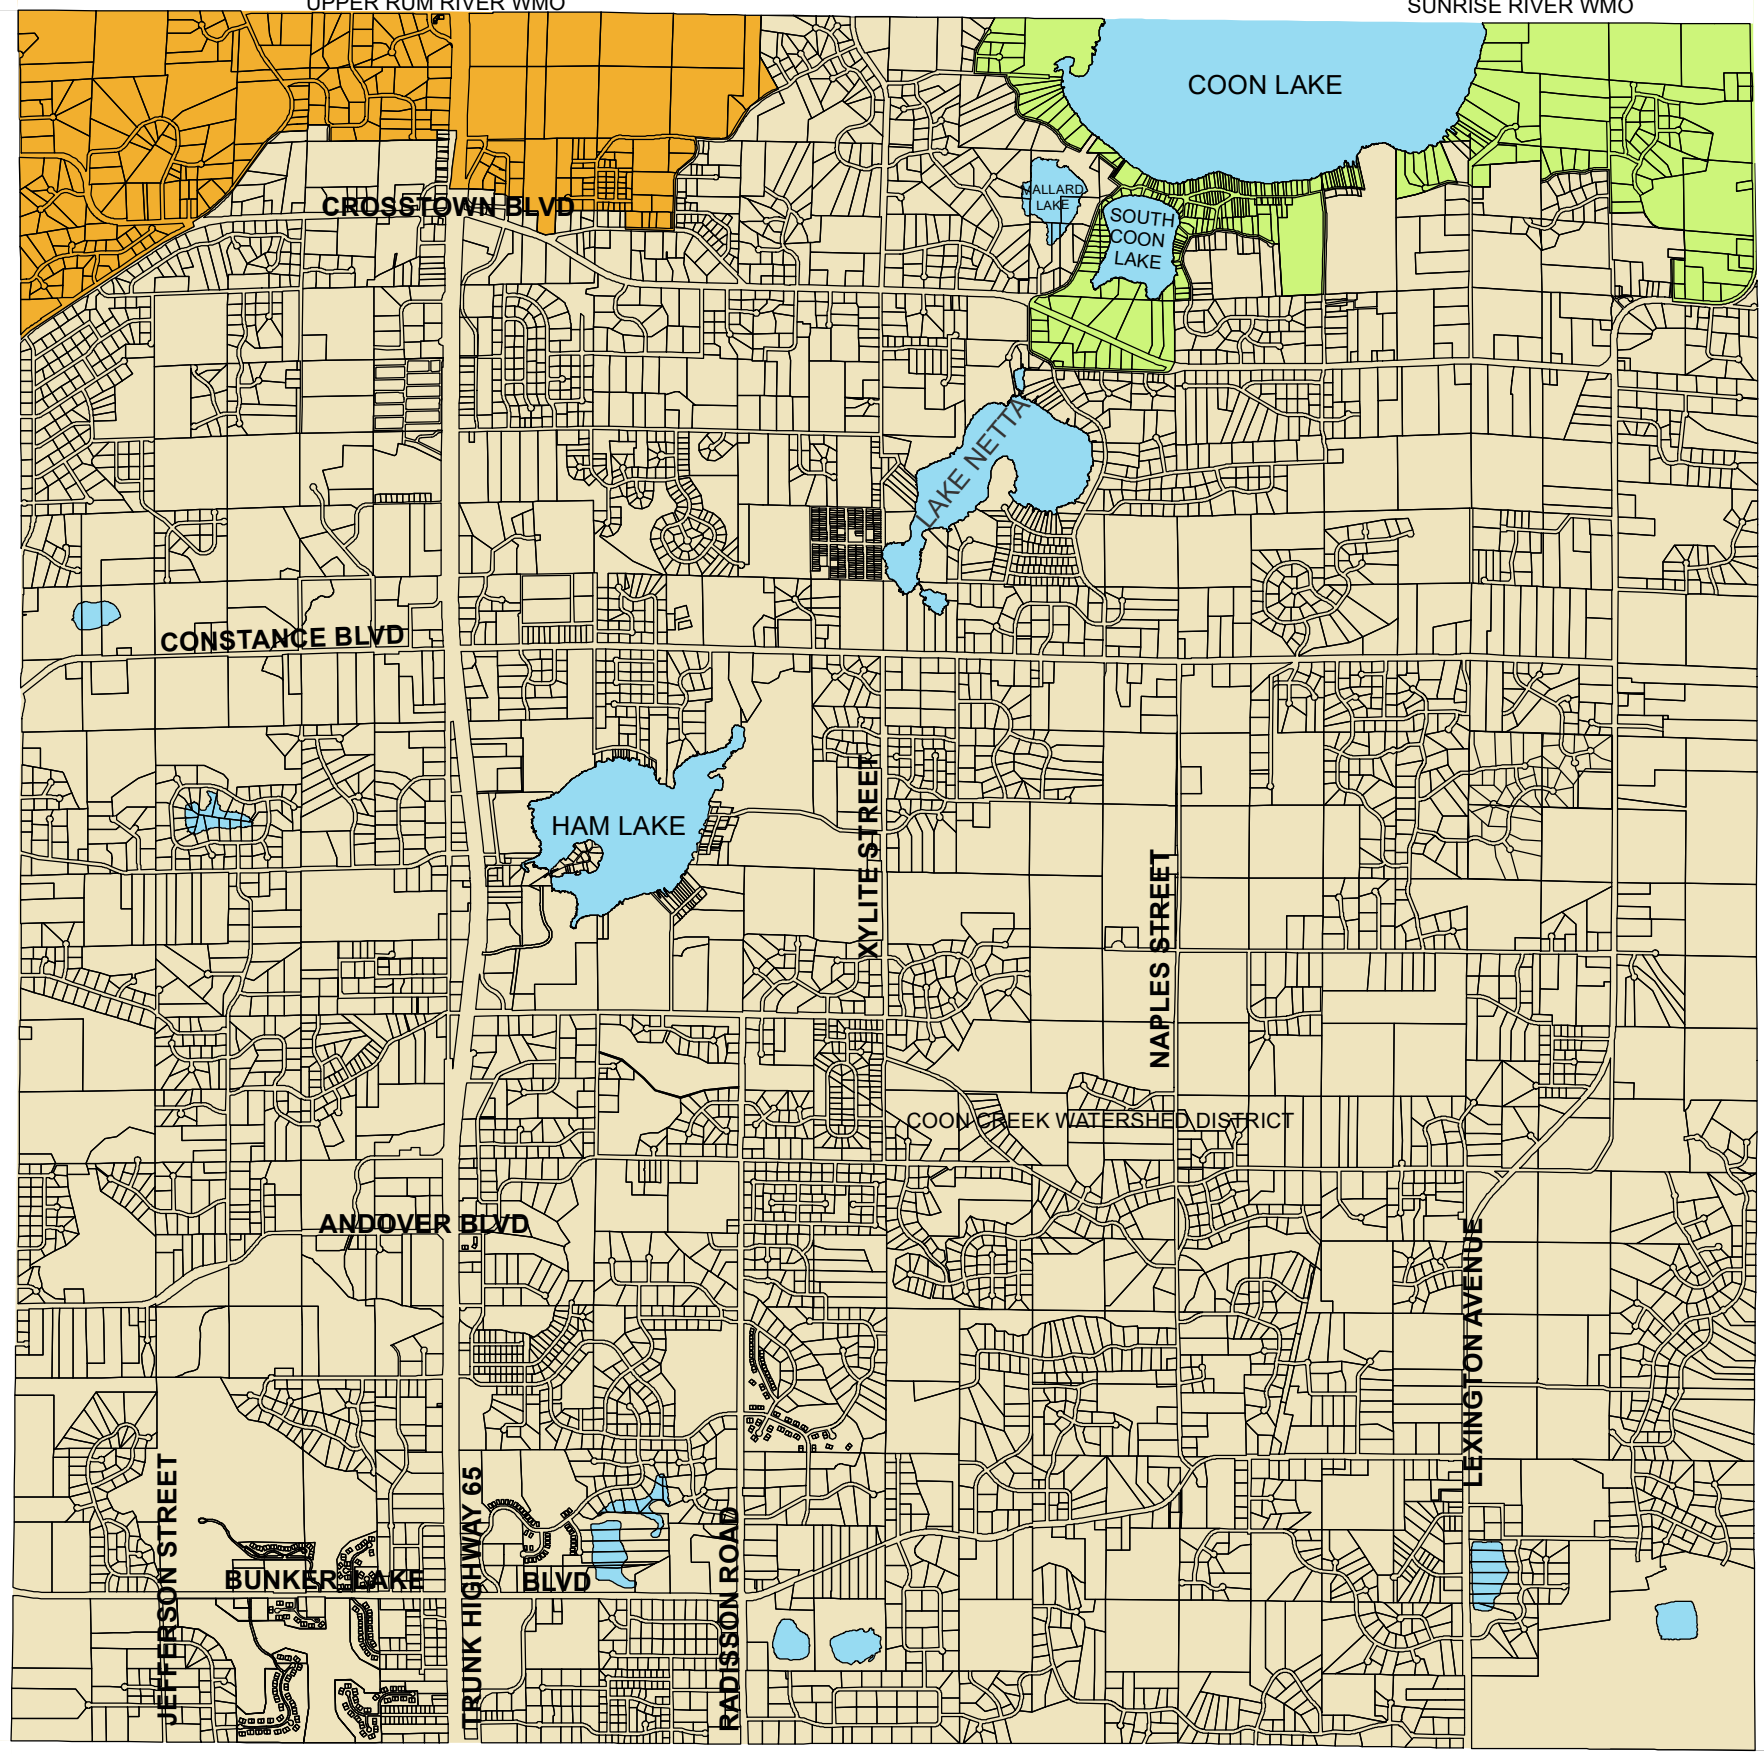 UPPER RUM RIVER WMO
SUNRISE RIVER WMO
COON LAKE
MALLARD
LAKE
CROSSTOWN BLVD
SOUTH
COON
LAKE
LAKE NETTA
CONSTANCE BLVD
HAM LAKE
XYLITE STREET
NAPLES STREET
COON CREEK WATERSHED DISTRICT
ANDOVER BLVD
LEXINGTON AVENUE
JEFFERSON STREET
TRUNK HIGHWAY 65
RADISSON ROAD
BUNKER LAKE BLVD